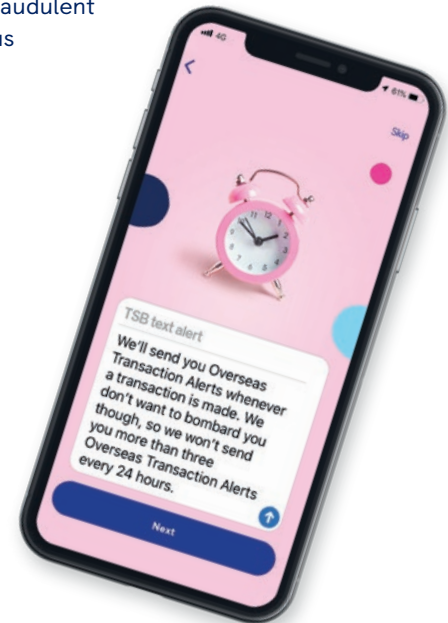 audulent
us
4G
61%
Skip
TSB text alert
We'll send you Overseas
Transaction Alerts whenever
a transaction is made. We
don't want to bombard you
though, so we won't send
you more than three
Overseas Transaction Alerts
every 24 hours.
Next